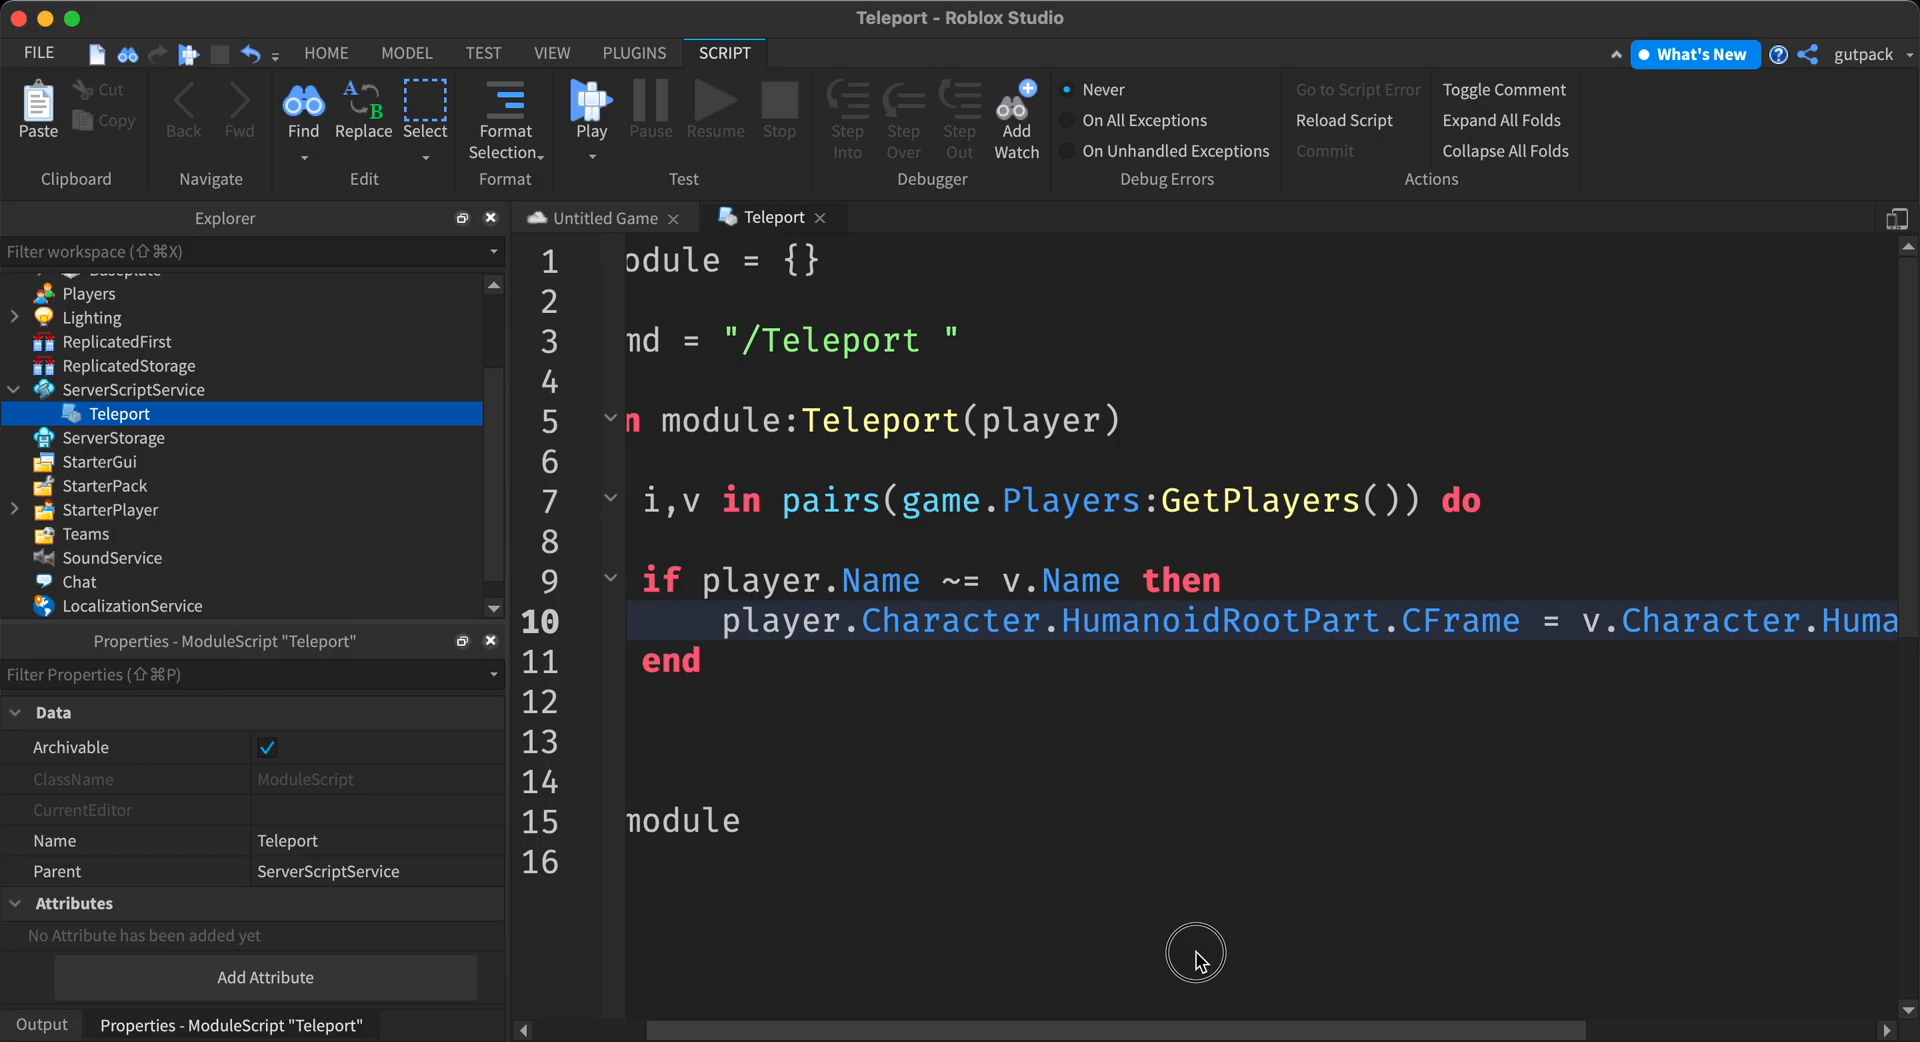 Teleport - Roblox Studio
FILE HOME MODEL TEST VIEW PLUGINS SCRIPT What's New gutpack
Paste Cut Copy
Clipboard
Back Fwd
Navigate
Find Replace Select
Edit
Format Selection
Format
Play Pause Resume Stop
Test
Step Into Step Over Step Out Add Watch
Debugger
Never
On All Exceptions
On Unhandled Exceptions
Debug Errors
Go to Script Error Toggle Comment
Reload Script Expand All Folds
Commit Collapse All Folds
Actions
Explorer
Filter workspace (⇧⌘X)
Baseplate
Players
Lighting
ReplicatedFirst
ReplicatedStorage
ServerScriptService
Teleport
ServerStorage
StarterGui
StarterPack
StarterPlayer
Teams
SoundService
Chat
LocalizationService
Properties - ModuleScript "Teleport"
Filter Properties (⇧⌘P)
Data
Archivable
ClassName ModuleScript
CurrentEditor
Name Teleport
Parent ServerScriptService
Attributes
No Attribute has been added yet
Add Attribute
Output Properties - ModuleScript "Teleport"
Untitled Game Teleport
1 odule = {}
2
3 md = "/Teleport "
4
5 n module:Teleport(player)
6
7 i,v in pairs(game.Players:GetPlayers()) do
8
9 if player.Name ~= v.Name then
10 player.Character.HumanoidRootPart.CFrame = v.Character.Huma
11 end
12
13
14
15 module
16